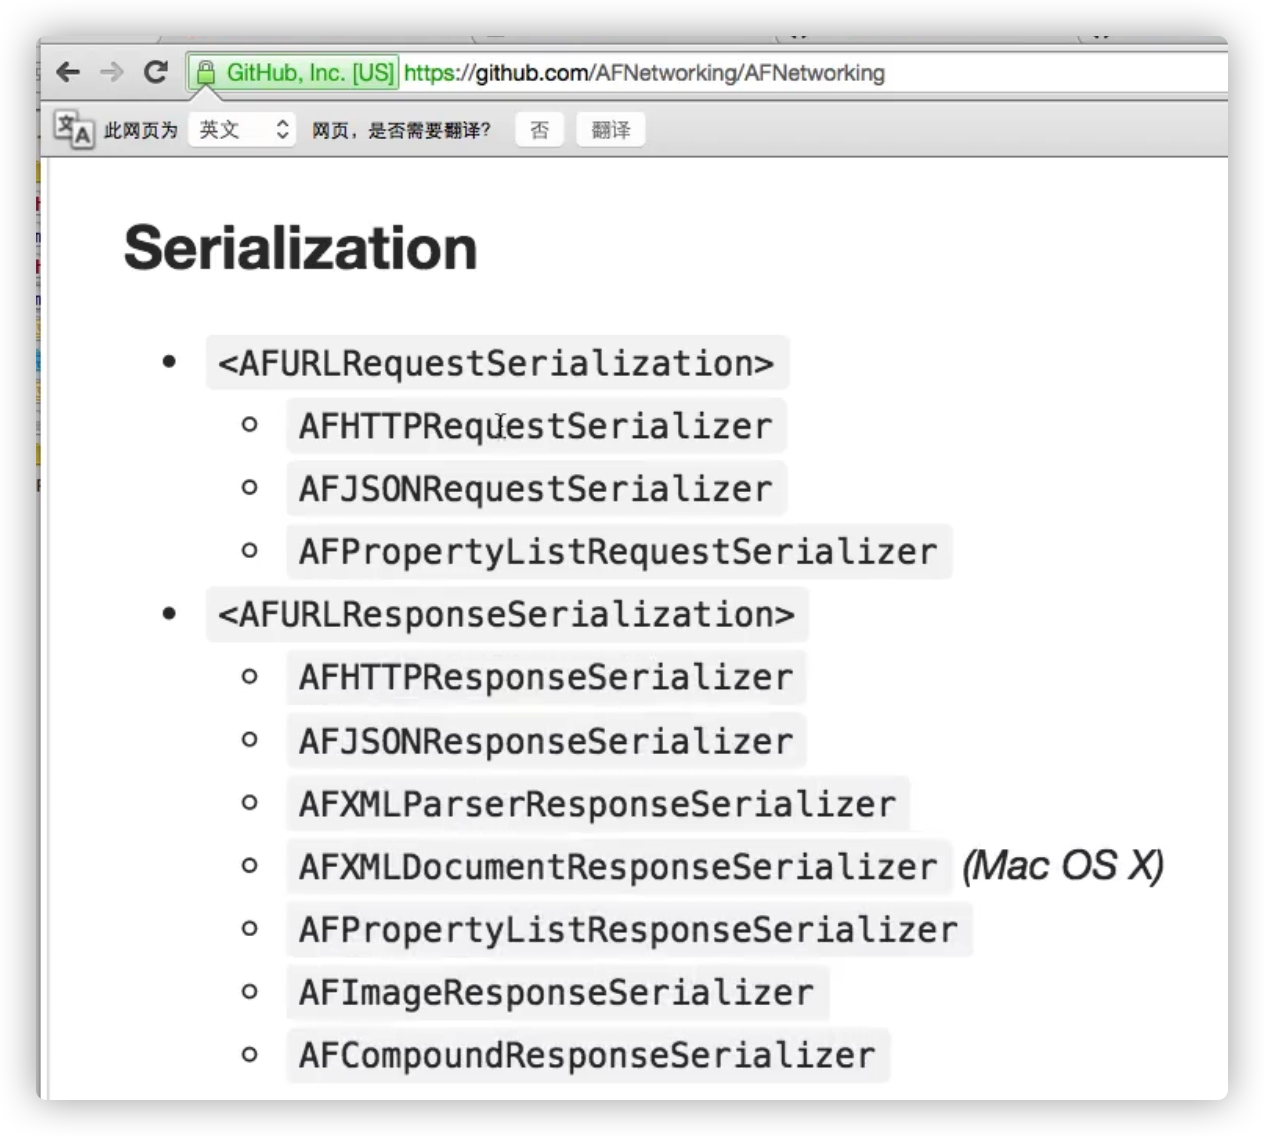 GitHub, Inc. [US] https://github.com/AFNetworking/AFNetworking
此网页为 英文 网页，是否需要翻译？ 否 翻译
Serialization
<AFURLRequestSerialization>
AFHTTPRequestSerializer
AFJSONRequestSerializer
AFPropertyListRequestSerializer
<AFURLResponseSerialization>
AFHTTPResponseSerializer
AFJSONResponseSerializer
AFXMLParserResponseSerializer
AFXMLDocumentResponseSerializer (Mac OS X)
AFPropertyListResponseSerializer
AFImageResponseSerializer
AFCompoundResponseSerializer